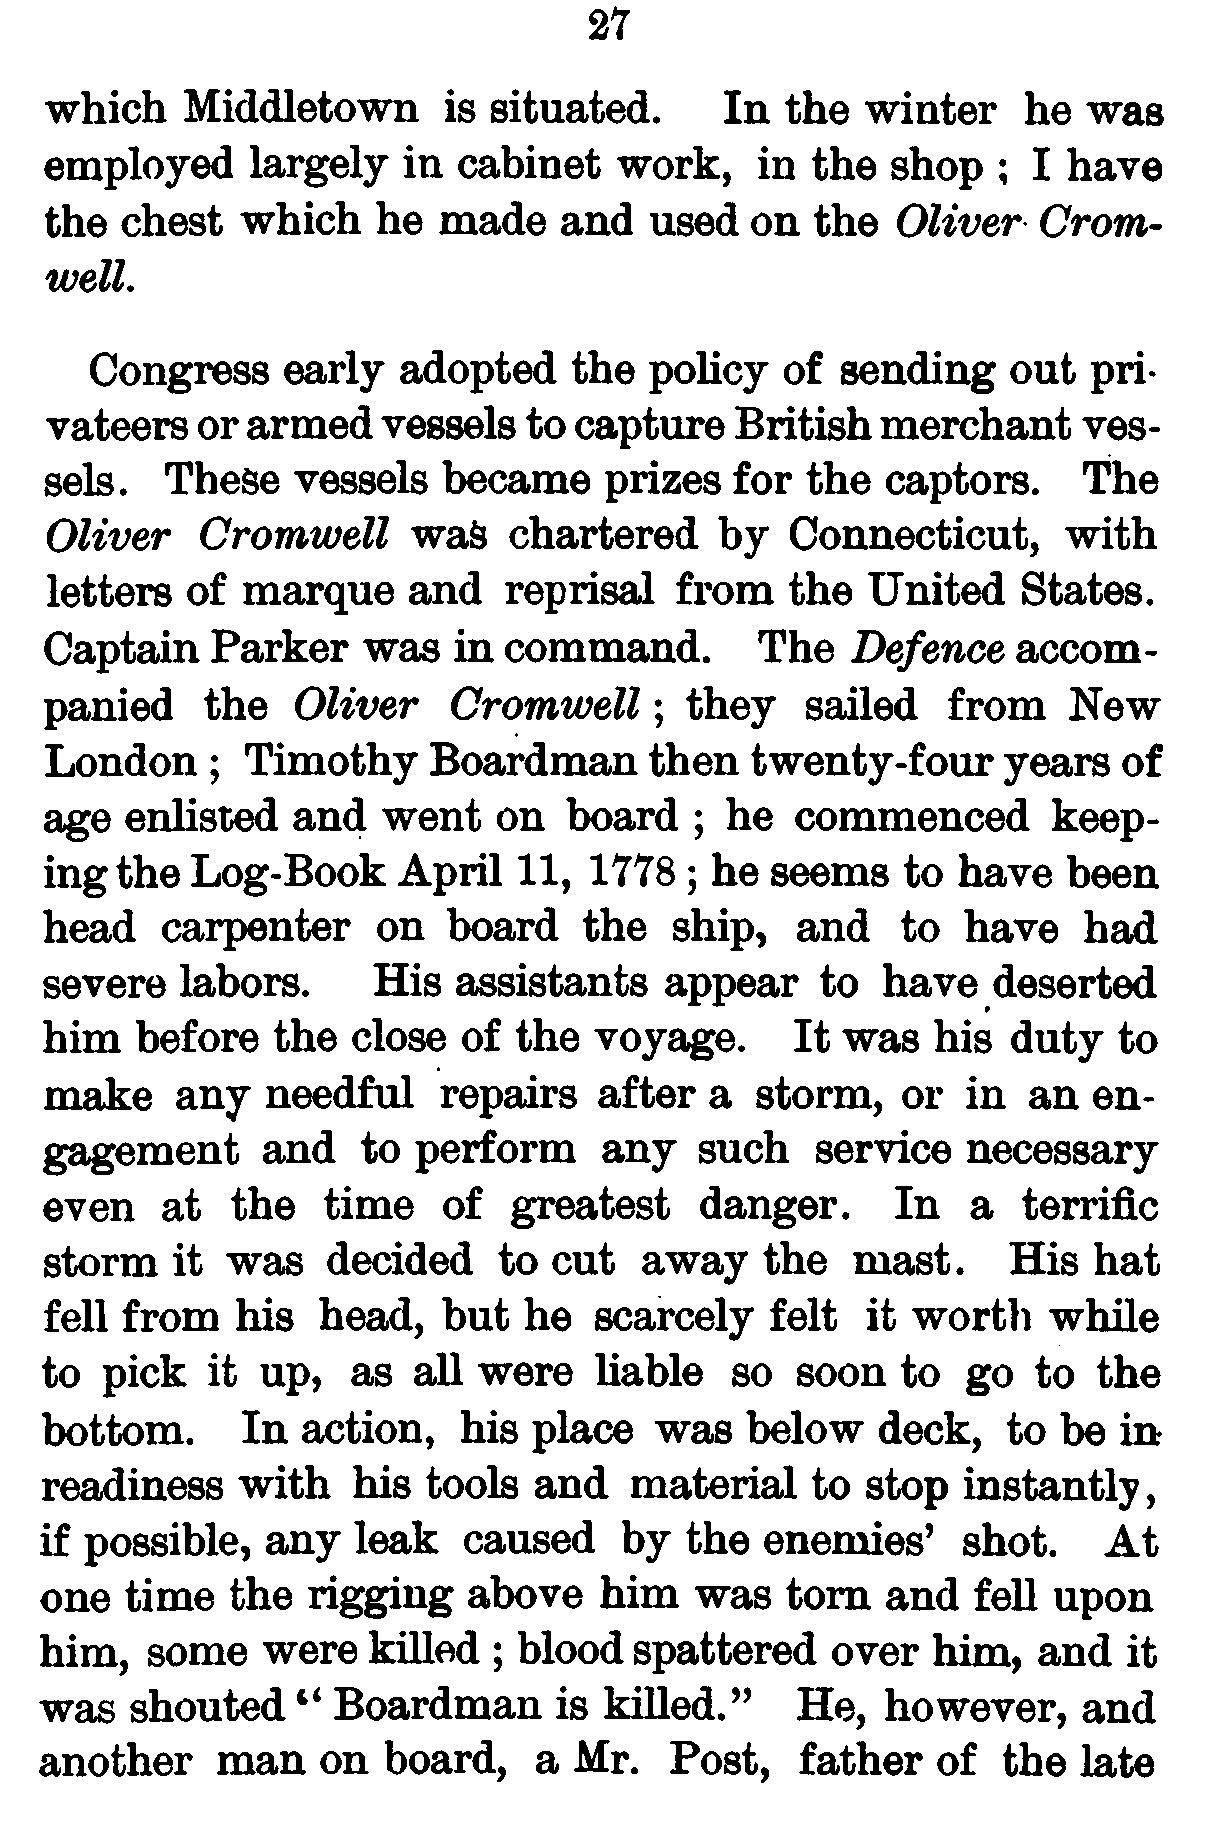 27
which Middletown is situated. In the winter he was
employed largely in cabinet work, in the shop ; I have
the chest which he made and used on the Oliver Crom-
well.
Congress early adopted the policy of sending out pri-
vateers or armed vessels to capture British merchant ves-
sels. These vessels became prizes for the captors. The
Oliver Cromwell was chartered by Connecticut, with
letters of marque and reprisal from the United States.
Captain Parker was in command. The Defence accom-
panied the Oliver Cromwell ; they sailed from New
London ; Timothy Boardman then twenty-four years of
age enlisted and went on board ; he commenced keep-
ing the Log-Book April 11, 1778 ; he seems to have been
head carpenter on board the ship, and to have had
severe labors. His assistants appear to have deserted
him before the close of the voyage. It was his duty to
make any needful repairs after a storm, or in an en-
gagement and to perform any such service necessary
even at the time of greatest danger. In a terrific
storm it was decided to cut away the mast. His hat
fell from his head, but he scarcely felt it worth while
to pick it up, as all were liable so soon to go to the
bottom. In action, his place was below deck, to be in
readiness with his tools and material to stop instantly,
if possible, any leak caused by the enemies' shot. At
one time the rigging above him was torn and fell upon
him, some were killed ; blood spattered over him, and it
was shouted “ Boardman is killed.” He, however, and
another man on board, a Mr. Post, father of the late